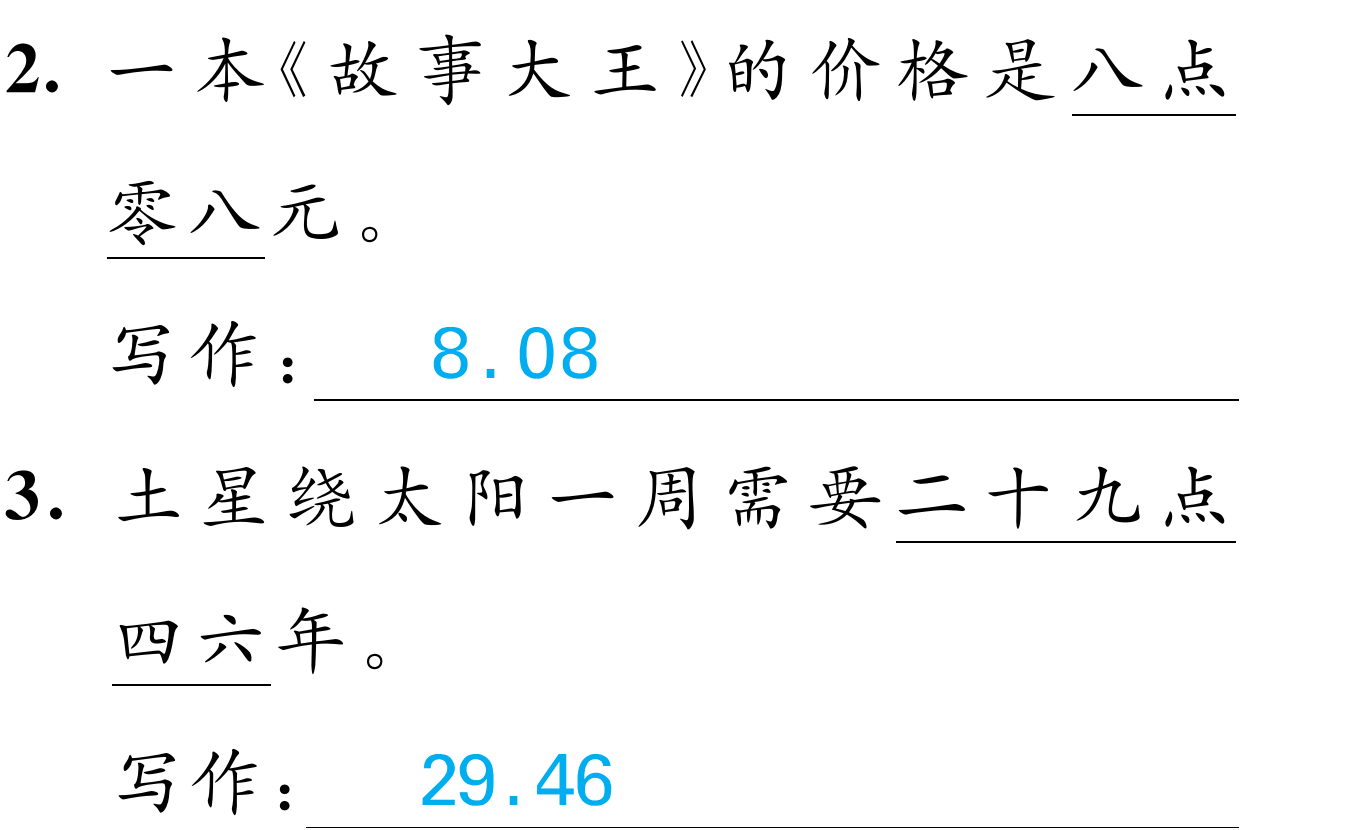 2. 一本《故事大王》的价格是八点
零八元。
写作： 8.08
3. 土星绕太阳一周需要二十九点
四六年。
写作： 29.46